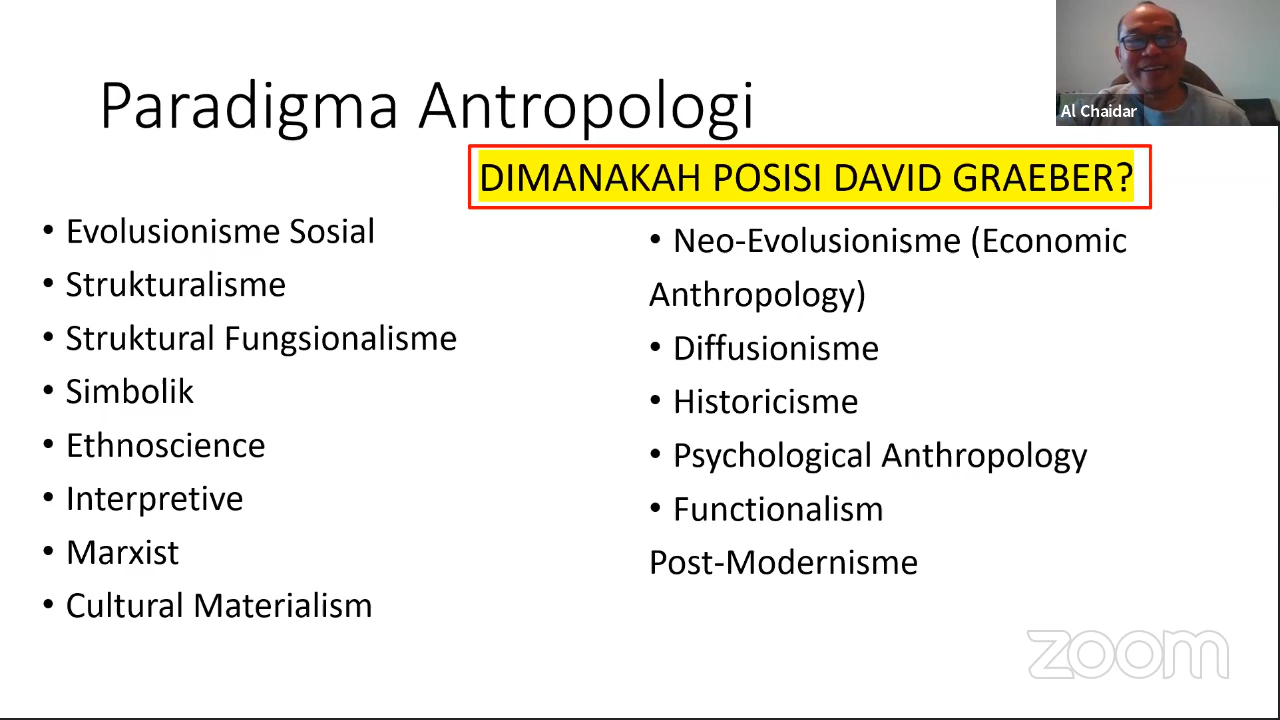 Paradigma Antropologi
Al Chaidar
DIMANAKAH POSISI DAVID GRAEBER?
• Evolusionisme Sosial
• Strukturalisme
• Struktural Fungsionalisme
• Simbolik
• Ethnoscience
• Interpretive
• Marxist
• Cultural Materialism
• Neo-Evolusionisme (Economic
Anthropology)
• Diffusionisme
• Historicisme
• Psychological Anthropology
• Functionalism
Post-Modernisme
zoom